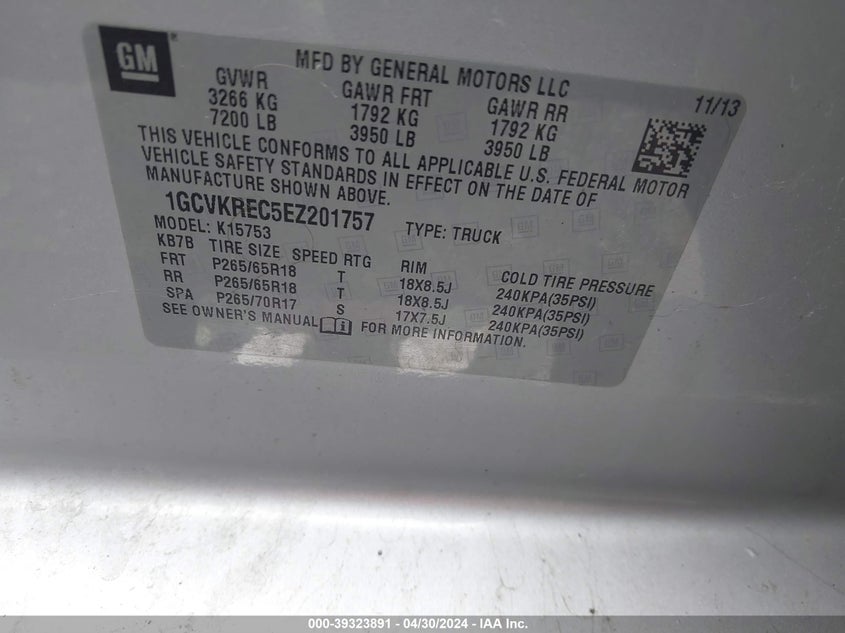 GM ®
MFD BY GENERAL MOTORS LLC
11/13
GVWR GAWR FRT GAWR RR
3266 KG 1792 KG 1792 KG
7200 LB 3950 LB 3950 LB
THIS VEHICLE CONFORMS TO ALL APPLICABLE U.S. FEDERAL MOTOR
VEHICLE SAFETY STANDARDS IN EFFECT ON THE DATE OF
MANUFACTURE SHOWN ABOVE.
1GCVKREC5EZ201757 TYPE: TRUCK
MODEL: K15753
KB7B TIRE SIZE SPEED RTG RIM COLD TIRE PRESSURE
FRT P265/65R18 T 18X8.5J 240KPA(35PSI)
RR P265/65R18 T 18X8.5J 240KPA(35PSI)
SPA P265/70R17 S 17X7.5J 240KPA(35PSI)
SEE OWNER'S MANUAL FOR MORE INFORMATION.
000-39323891 - 04/30/2024 - IAA Inc.